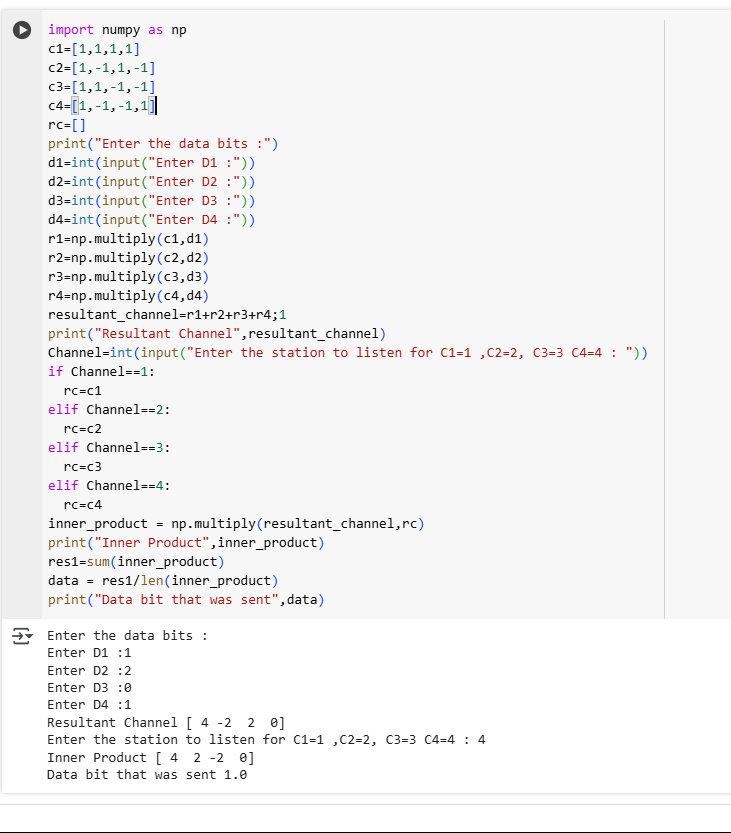 import numpy as np
c1=[1,1,1,1]
c2=[1,-1,1,-1]
c3=[1,1,-1,-1]
c4=[1,-1,-1,1]
rc=[]
print("Enter the data bits :")
d1=int(input("Enter D1 :"))
d2=int(input("Enter D2 :"))
d3=int(input("Enter D3 :"))
d4=int(input("Enter D4 :"))
r1=np.multiply(c1,d1)
r2=np.multiply(c2,d2)
r3=np.multiply(c3,d3)
r4=np.multiply(c4,d4)
resultant_channel=r1+r2+r3+r4;1
print("Resultant Channel",resultant_channel)
Channel=int(input("Enter the station to listen for C1=1 ,C2=2, C3=3 C4=4 : "))
if Channel==1:
  rc=c1
elif Channel==2:
  rc=c2
elif Channel==3:
  rc=c3
elif Channel==4:
  rc=c4
inner_product = np.multiply(resultant_channel,rc)
print("Inner Product",inner_product)
res1=sum(inner_product)
data = res1/len(inner_product)
print("Data bit that was sent",data)
Enter the data bits :
Enter D1 :1
Enter D2 :2
Enter D3 :0
Enter D4 :1
Resultant Channel [ 4 -2  2  0]
Enter the station to listen for C1=1 ,C2=2, C3=3 C4=4 : 4
Inner Product [ 4  2 -2  0]
Data bit that was sent 1.0